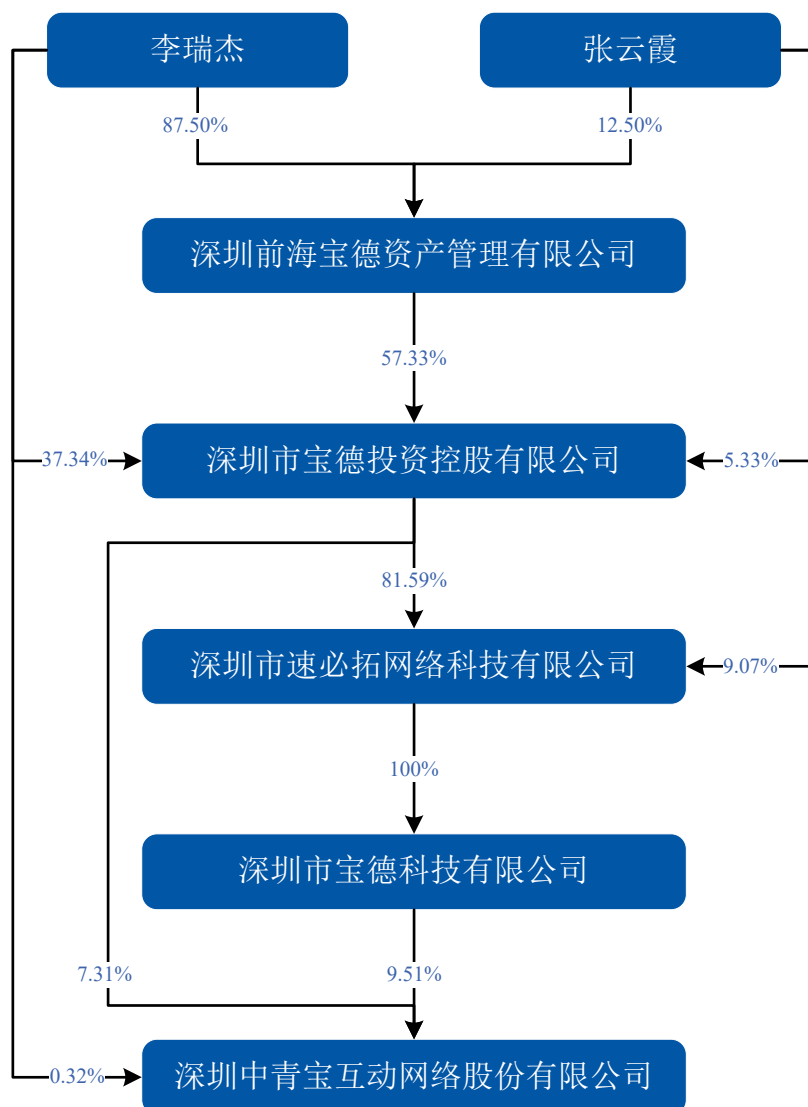 李瑞杰
张云霞
87.50%
12.50%
深圳前海宝德资产管理有限公司
57.33%
深圳市宝德投资控股有限公司
37.34%
5.33%
81.59%
深圳市速必拓网络科技有限公司
9.07%
100%
深圳市宝德科技有限公司
7.31%
9.51%
深圳中青宝互动网络股份有限公司
0.32%